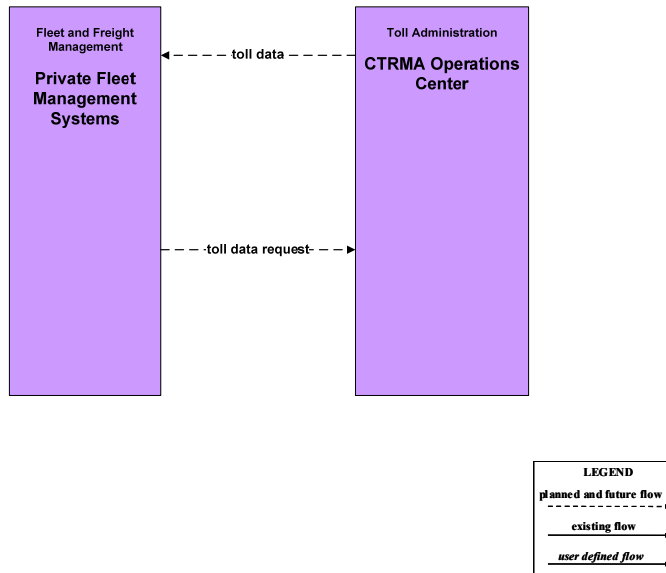 Fleet and Freight
Management
Private Fleet
Management
Systems
toll data
Toll Administration
CTRMA Operations
Center
toll data request
LEGEND
planned and future flow
existing flow
user defined flow